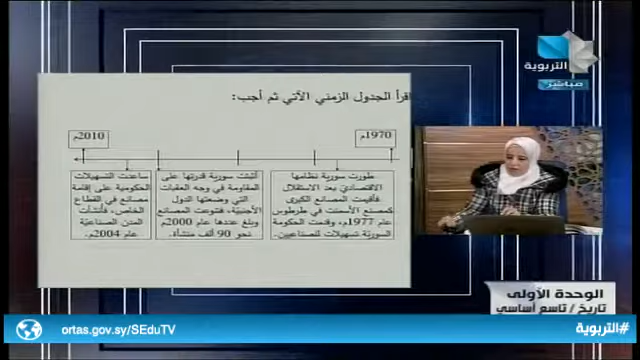 التربوية
مباشر
اقرأ الجدول الزمني الآتي ثم أجب:
1970م
2010م
طورت سورية نظامها
الاقتصادي بعد الاستقلال
فأقيمت المصانع الكبرى
كمصنع الأسمنت في طرطوس
عام 1977م، وقدمت الحكومة
السورية تسهيلات للصناعيين.
أثبتت سورية قدرتها على
المقاومة في وجه العقبات
التي وضعتها الدول
الأجنبية، فتنوعت المصانع
وبلغ عددها عام 2000م
نحو 90 ألف منشأة.
ساعدت التسهيلات
الحكومية على إقامة
مصانع في القطاع
الخاص، فأنشأت
المدن الصناعية
عام 2004م.
الوحدة الأولى
تاريخ / تاسع أساسي
ortas.gov.sy/SEduTV
#التربوية